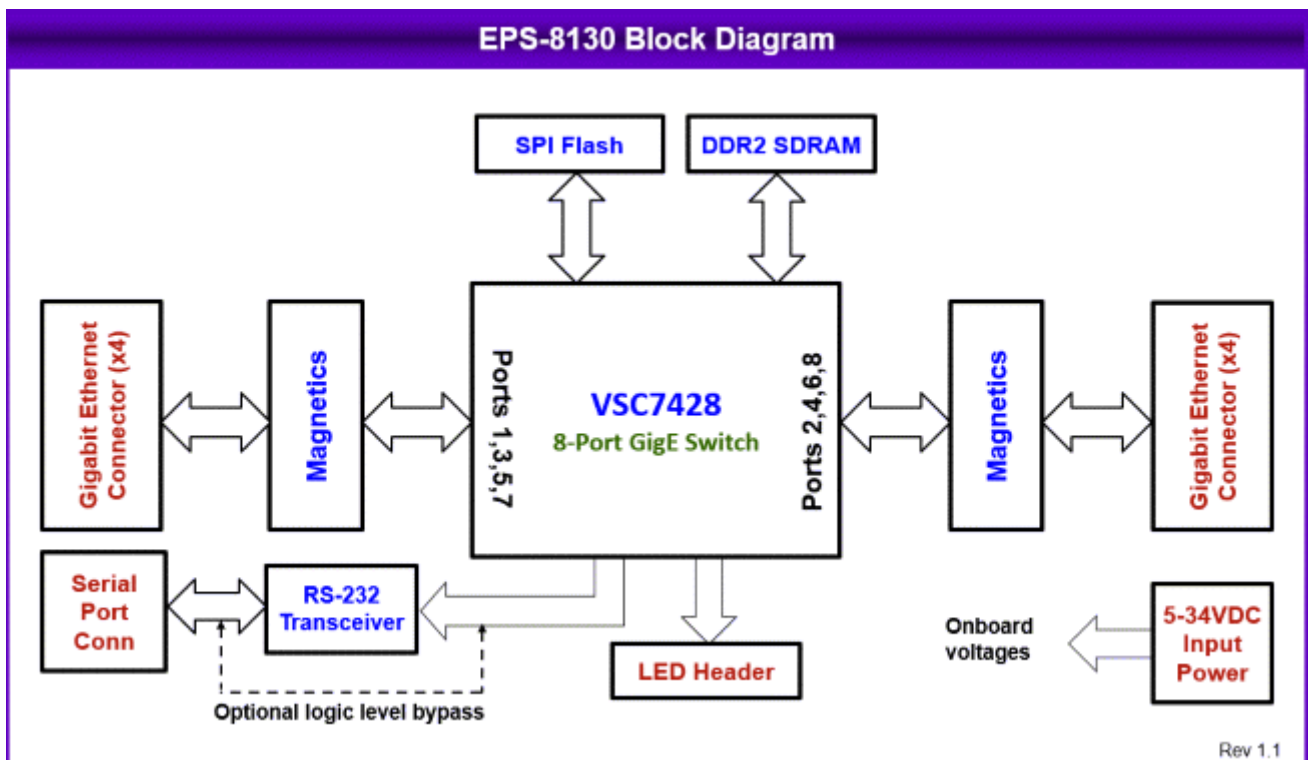 EPS-8130 Block Diagram
SPI Flash
DDR2 SDRAM
Gigabit Ethernet
Connector (x4)
Magnetics
Ports 1,3,5,7
VSC7428
8-Port GigE Switch
Ports 2,4,6,8
Magnetics
Gigabit Ethernet
Connector (x4)
Serial
Port
Conn
RS-232
Transceiver
LED Header
Onboard
voltages
5-34VDC
Input
Power
Optional logic level bypass
Rev 1.1